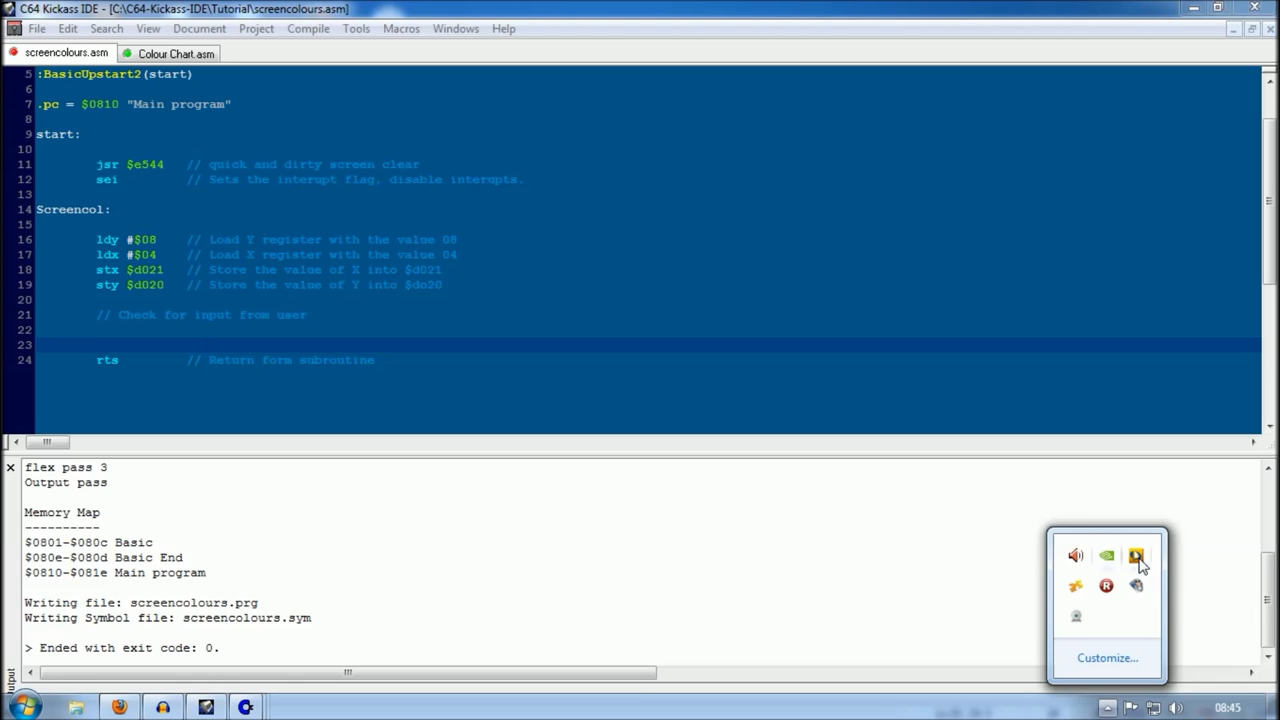 C64 Kickass IDE - [C:\C64-Kickass-IDE\Tutorial\screencolours.asm]
File Edit Search View Document Project Compile Tools Macros Windows Help
screencolours.asm Colour Chart.asm
5 :BasicUpstart2(start)
6
7 .pc = $0810 "Main program"
8
9 start:
10
11 jsr $e544 // quick and dirty screen clear
12 sei // Sets the interupt flag, disable interupts.
13
14 Screencol:
15
16 ldy #$08 // Load Y register with the value 08
17 ldx #$04 // Load X register with the value 04
18 stx $d021 // Store the value of X into $d021
19 sty $d020 // Store the value of Y into $do20
20
21 // Check for input from user
22
23
24 rts // Return form subroutine
flex pass 3
Output pass
Memory Map
----------
$0801-$080c Basic
$080e-$080d Basic End
$0810-$081e Main program
Writing file: screencolours.prg
Writing Symbol file: screencolours.sym
> Ended with exit code: 0.
R
Customize...
08:45